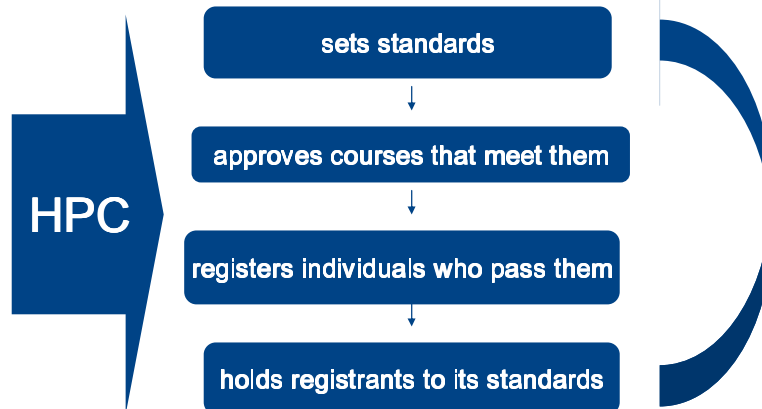 sets standards
approves courses that meet them
HPC
registers individuals who pass them
holds registrants to its standards